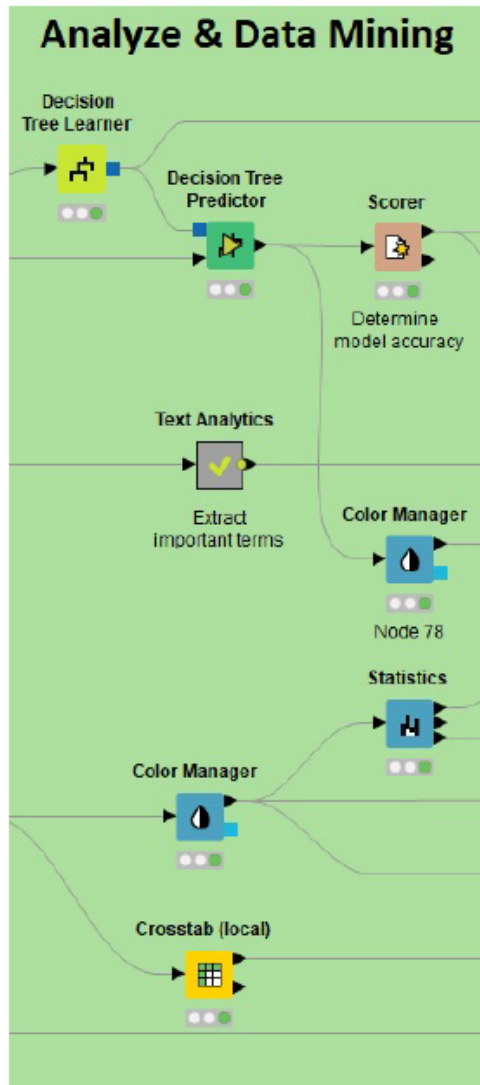 Analyze & Data Mining
Decision
Tree Learner
Decision Tree
Predictor
Scorer
Determine
model accuracy
Text Analytics
Extract
important terms
Color Manager
Node 78
Statistics
Color Manager
Crosstab (local)